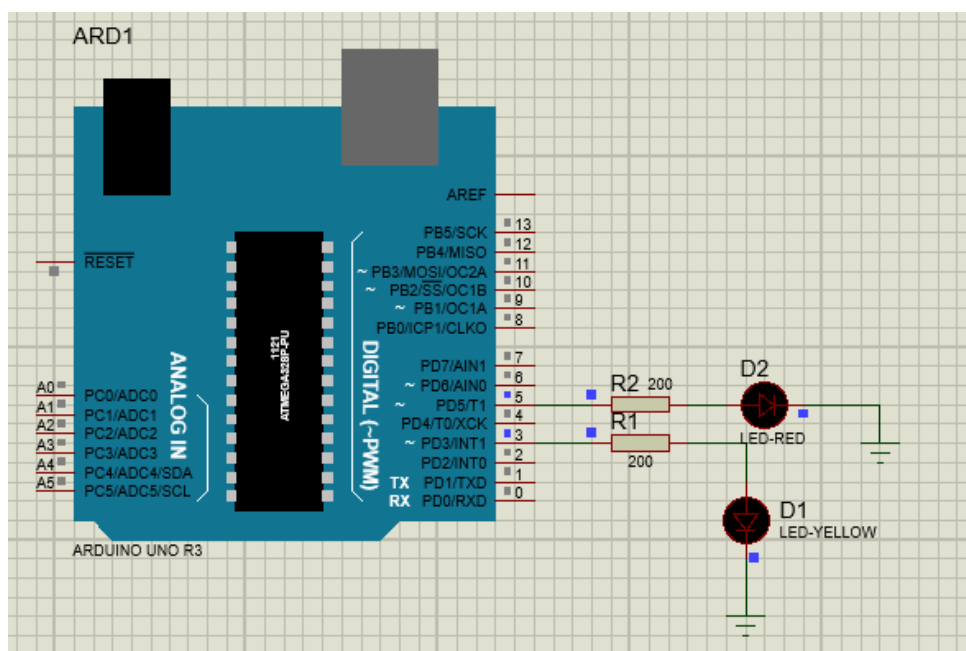 ARD1
AREF
13
PB5/SCK
12
PB4/MISO
RESET
11
~ PB3/MOSI/OC2A
10
~ PB2/SS/OC1B
9
~ PB1/OC1A
8
PB0/ICP1/CLKO
1121
ATMEGA328P-PU
DIGITAL (~PWM)
ANALOG IN
7
PD7/AIN1
6
~ PD6/AIN0
5
~ PD5/T1
4
PD4/T0/XCK
3
~ PD3/INT1
2
PD2/INT0
1
TX PD1/TXD
0
RX PD0/RXD
A0 PC0/ADC0
A1 PC1/ADC1
A2 PC2/ADC2
A3 PC3/ADC3
A4 PC4/ADC4/SDA
A5 PC5/ADC5/SCL
ARDUINO UNO R3
R2 200
R1
200
D2
LED-RED
D1
LED-YELLOW